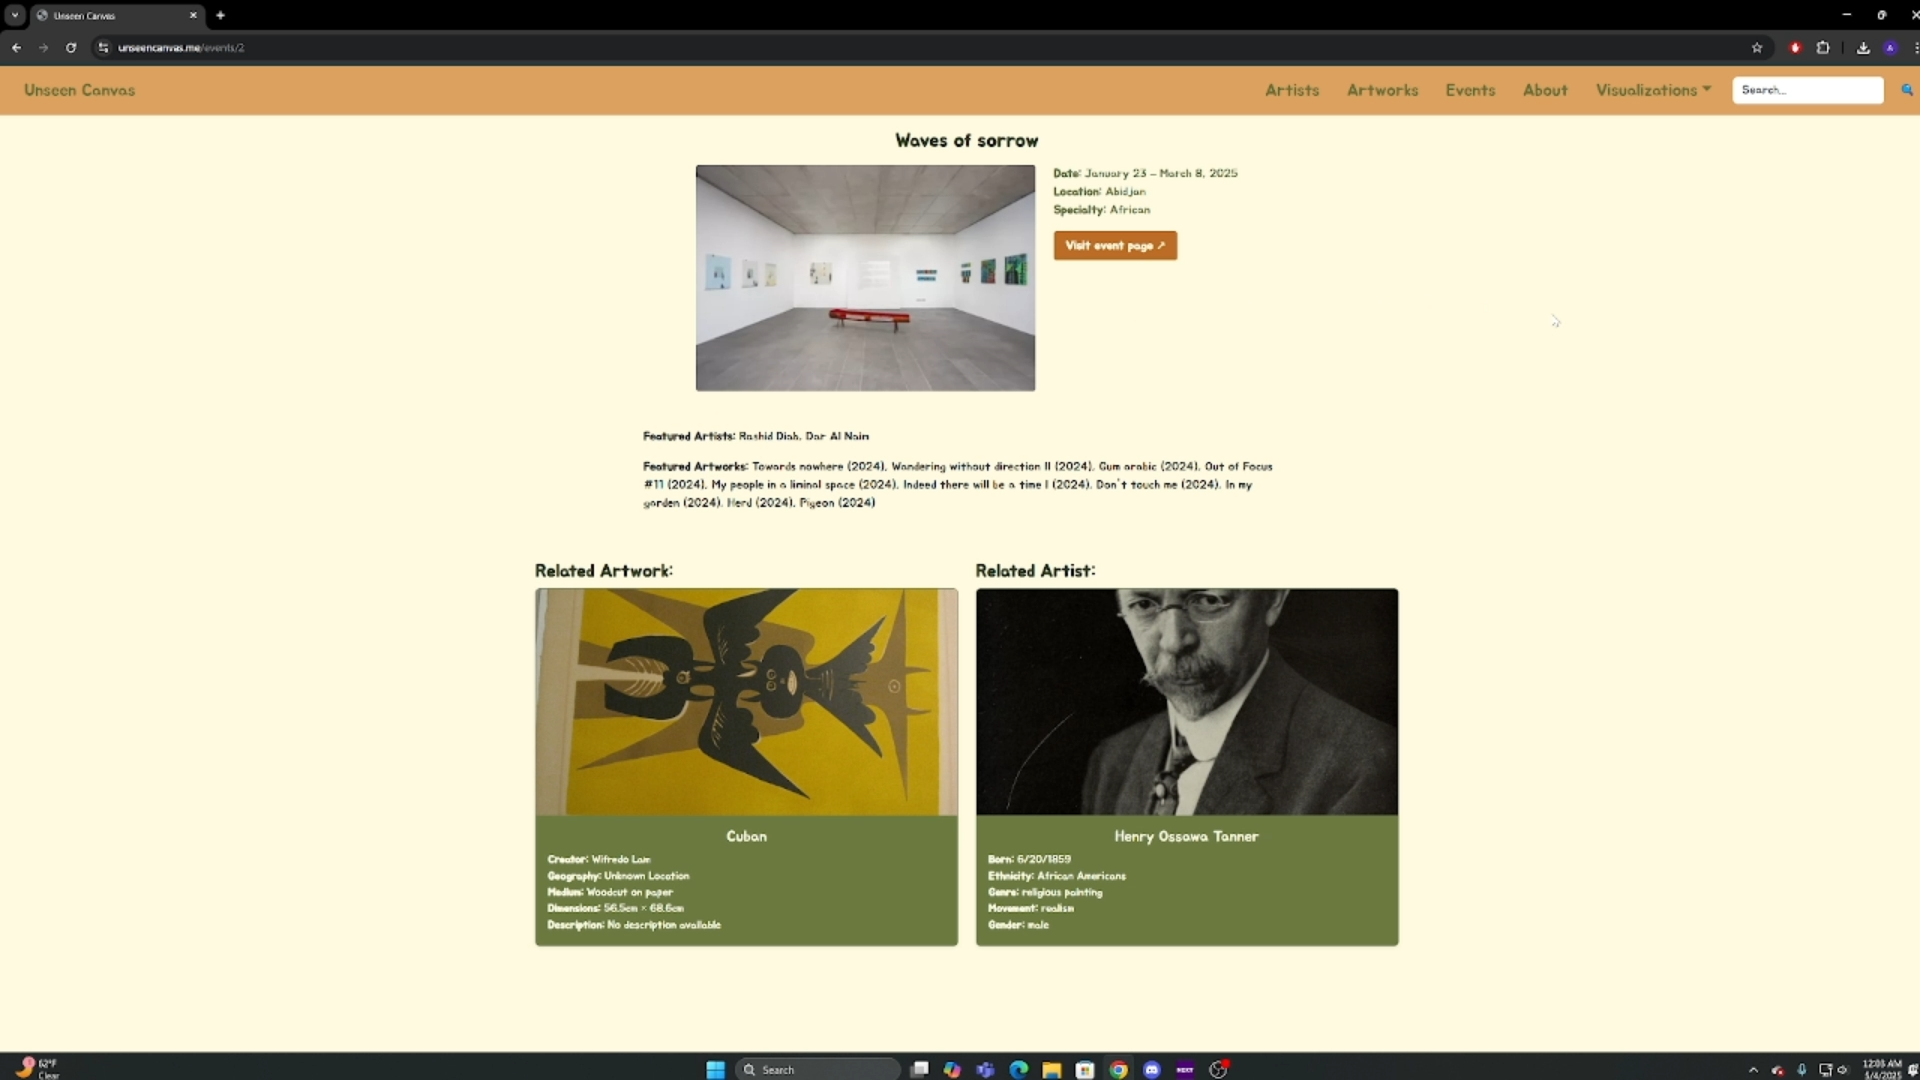 Unseen Canvas
unseencanvas.me/events/2
Unseen Canvas
Artists
Artworks
Events
About
Visualizations
Search...
Waves of sorrow
Date: January 23 – March 8, 2025
Location: Abidjan
Specialty: African
Visit event page ↗
Featured Artists: Rashid Diab, Dar Al Naim
Featured Artworks: Towards nowhere (2024), Wandering without direction II (2024), Gum arabic (2024), Out of Focus
#11 (2024), My people in a liminal space (2024), Indeed there will be a time I (2024), Don't touch me (2024), In my
garden (2024), Herd (2024), Pigeon (2024)
Related Artwork:
Related Artist:
Cuban
Creator: Wifredo Lam
Geography: Unknown Location
Medium: Woodcut on paper
Dimensions: 56.5cm × 68.6cm
Description: No description available
Henry Ossawa Tanner
Born: 6/20/1859
Ethnicity: African Americans
Genre: religious painting
Movement: realism
Gender: male
62°F
Clear
Search
NEXT
12:03 AM
5/4/2025